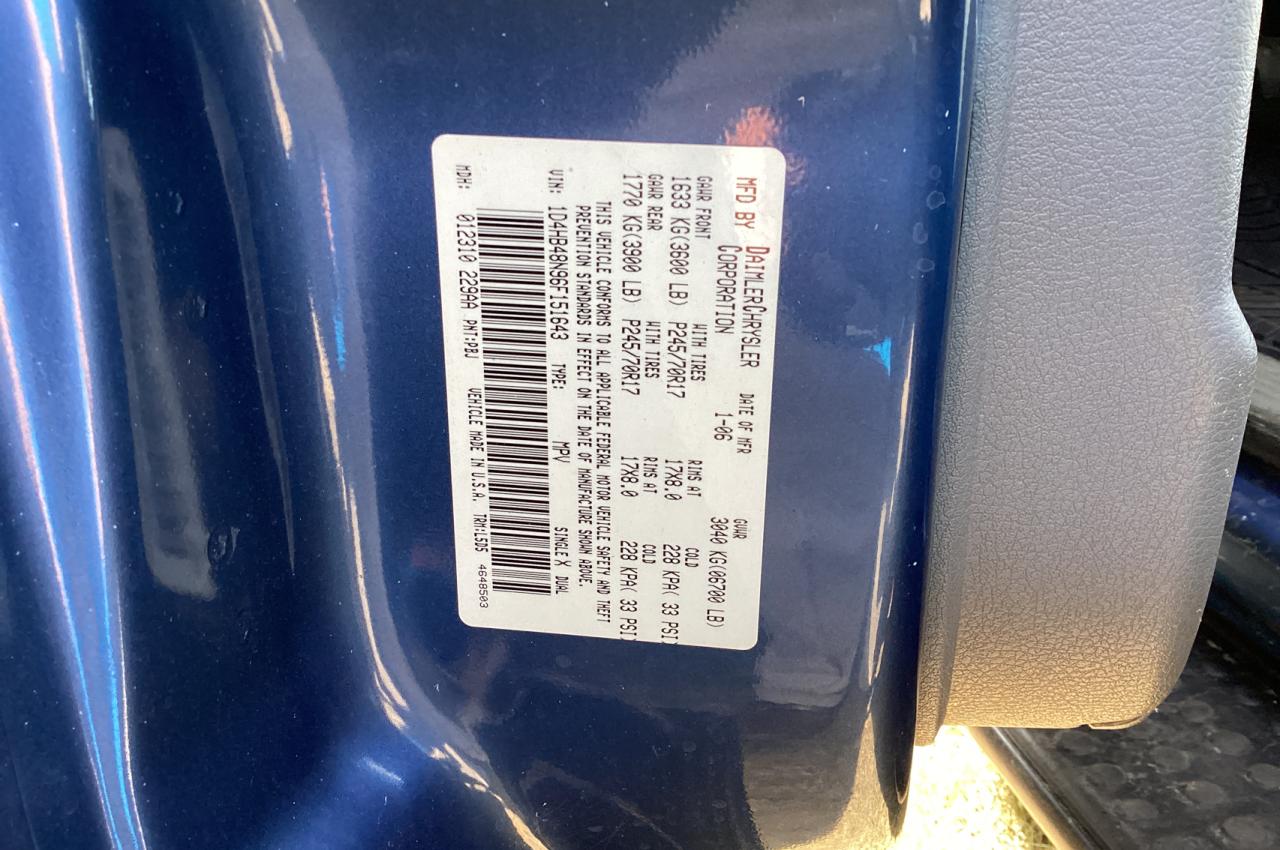 MFD BY DAIMLERCHRYSLER CORPORATION DATE OF MFR 1-06 GVWR 3040 KG(06700 LB)
GAWR FRONT WITH TIRES RIMS AT COLD
1633 KG(3600 LB) P245/70R17 17X8.0 228 KPA( 33 PSI)
GAWR REAR WITH TIRES RIMS AT COLD
1770 KG(3900 LB) P245/70R17 17X8.0 228 KPA( 33 PSI)
THIS VEHICLE CONFORMS TO ALL APPLICABLE FEDERAL MOTOR VEHICLE SAFETY AND THEFT
PREVENTION STANDARDS IN EFFECT ON THE DATE OF MANUFACTURE SHOWN ABOVE.
VIN: 1D4HB48N96F151643 TYPE: MPV SINGLE X DUAL
MDH: 012310 229AA PNT:PBJ VEHICLE MADE IN U.S.A. TRM:L5D5 4648503